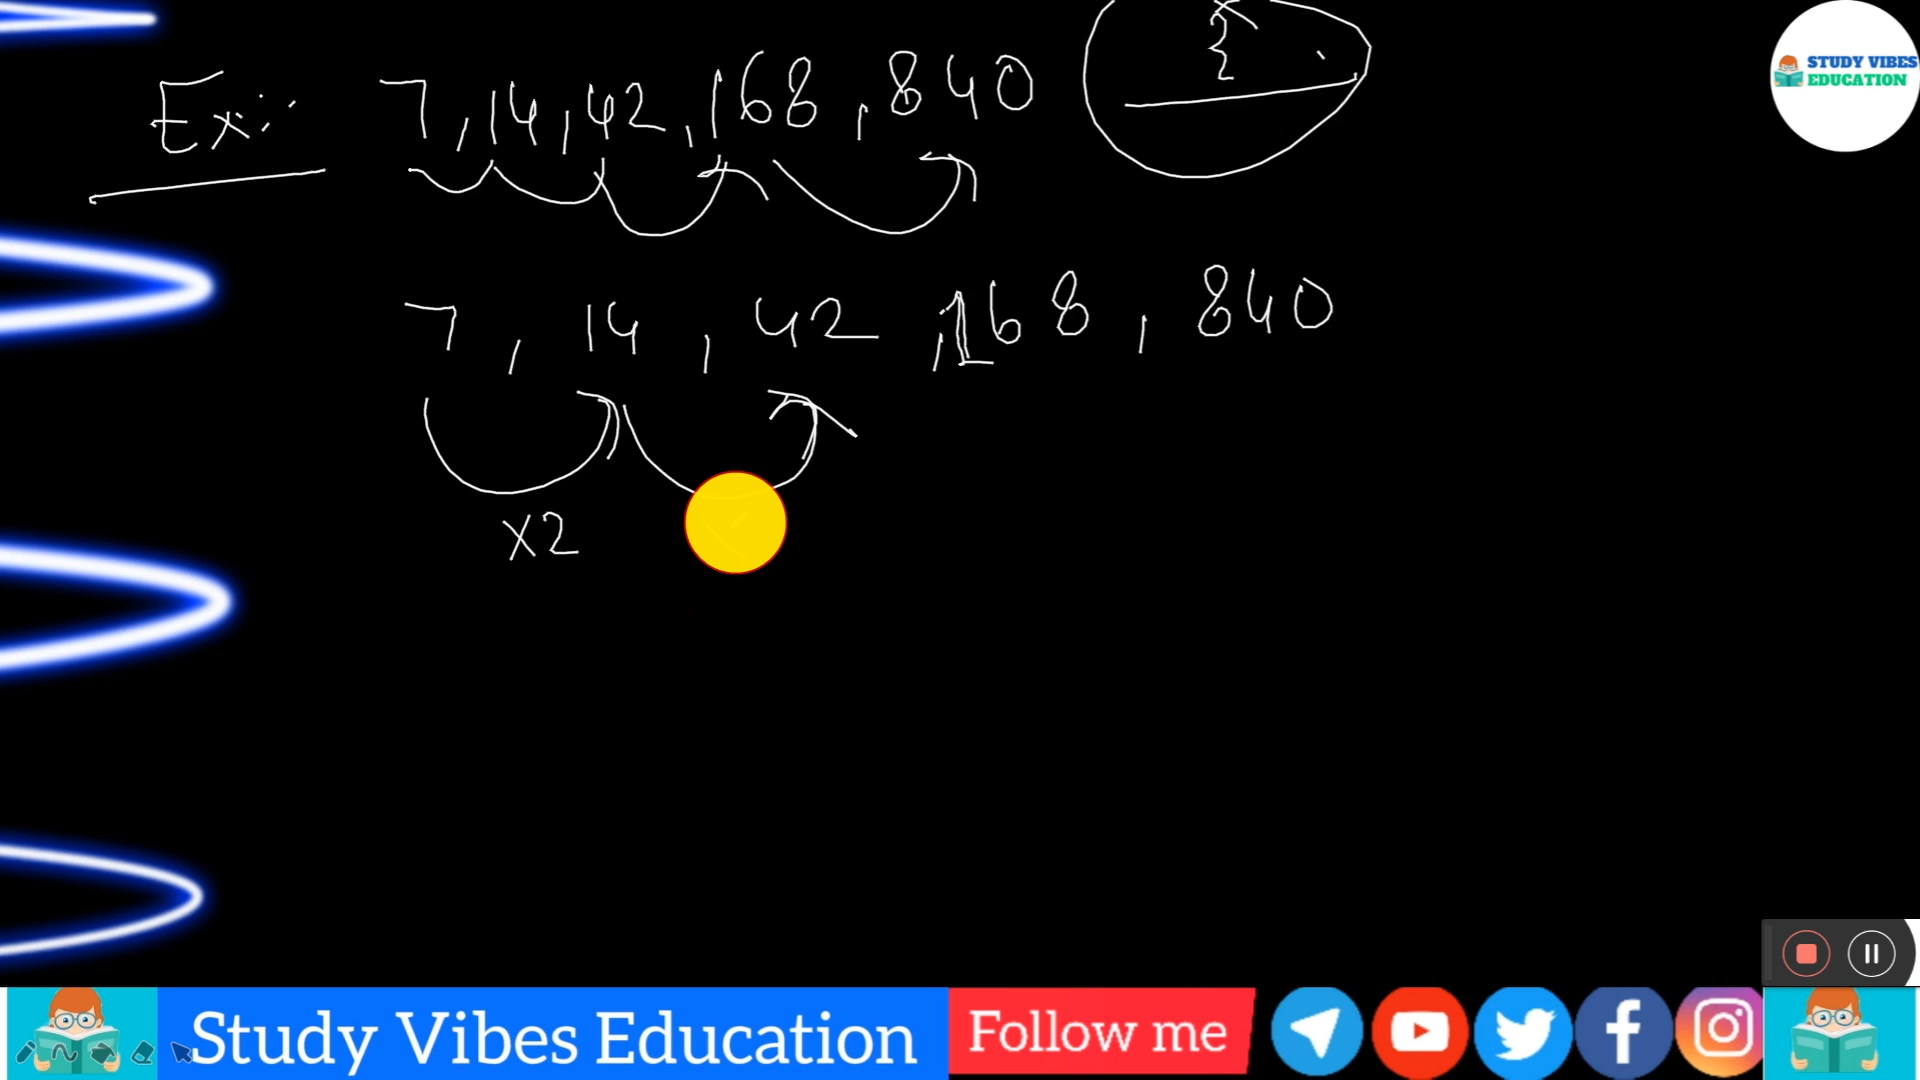 Ex:- 7, 14, 42, 168, 840
STUDY VIBES
EDUCATION
7, 14, 42, 168, 840
x2
Study Vibes Education
Follow me